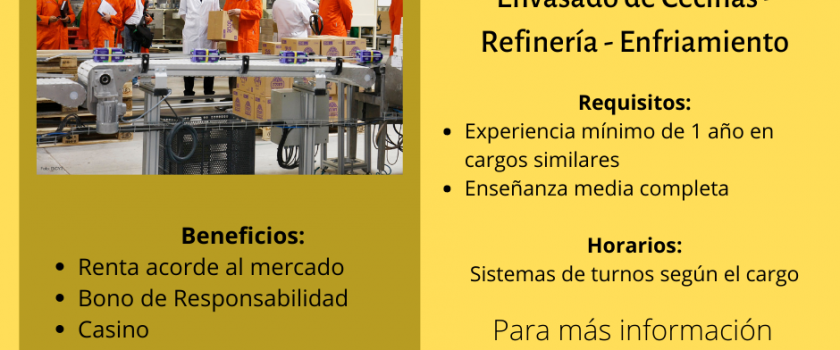 Envasado de Cecinas -
Refinería - Enfriamiento
Requisitos:
Experiencia mínimo de 1 año en
cargos similares
Enseñanza media completa
Horarios:
Sistemas de turnos según el cargo
Para más información
Beneficios:
Renta acorde al mercado
Bono de Responsabilidad
Casino